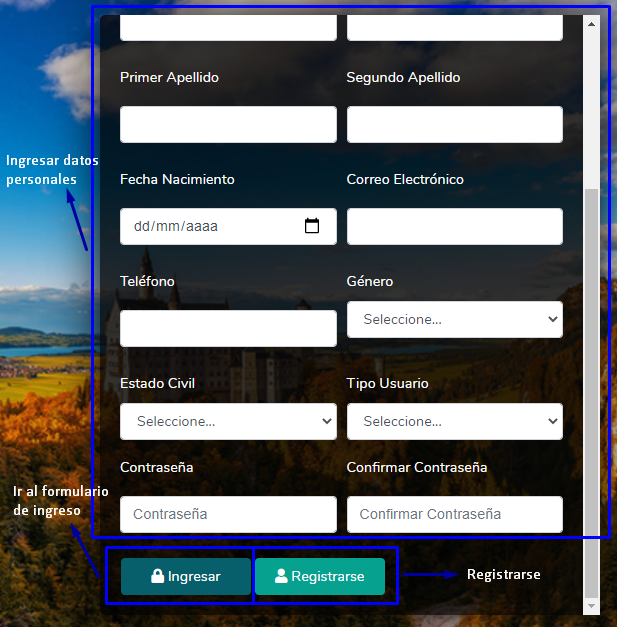 Primer Apellido
Segundo Apellido
Ingresar datos
personales
Fecha Nacimiento
Correo Electrónico
dd/mm/aaaa
Teléfono
Género
Seleccione...
Estado Civil
Tipo Usuario
Seleccione...
Seleccione...
Contraseña
Confirmar Contraseña
Ir al formulario
de ingreso
Contraseña
Confirmar Contraseña
Ingresar
Registrarse
Registrarse